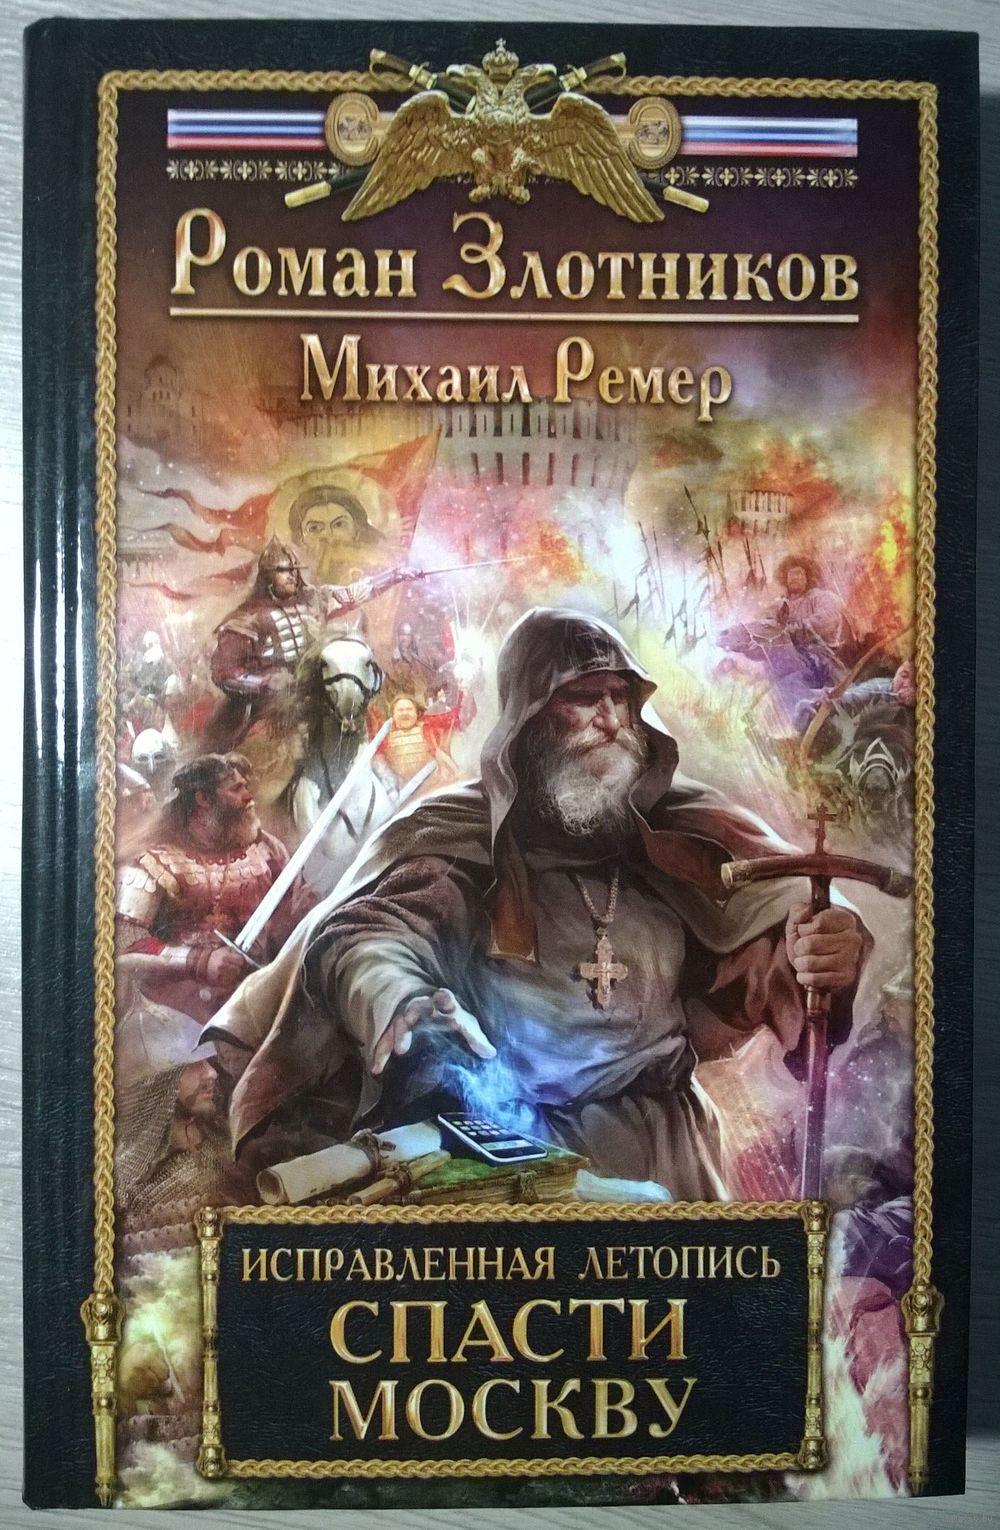 Роман Злотников
Михаил Ремер
ИСПРАВЛЕННАЯ ЛЕТОПИСЬ
СПАСТИ
МОСКВУ